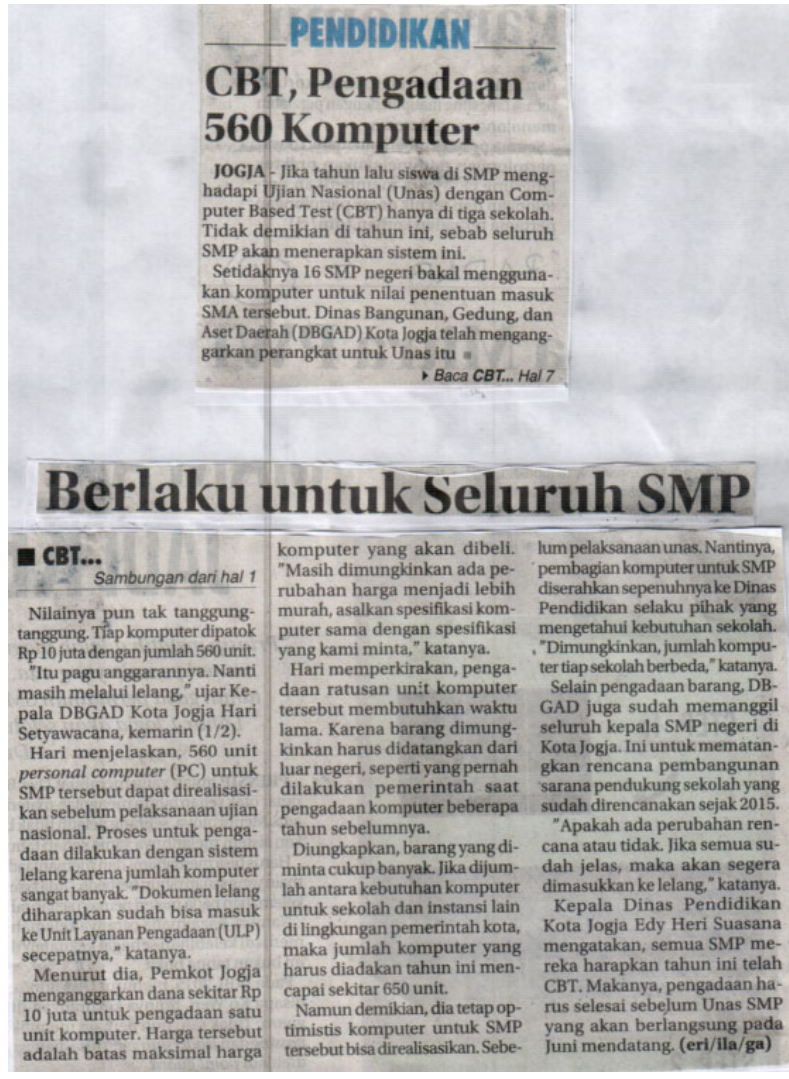 PENDIDIKAN
CBT, Pengadaan
560 Komputer
JOGJA - Jika tahun lalu siswa di SMP meng-
hadapi Ujian Nasional (Unas) dengan Com-
puter Based Test (CBT) hanya di tiga sekolah.
Tidak demikian di tahun ini, sebab seluruh
SMP akan menerapkan sistem ini.
Setidaknya 16 SMP negeri bakal mengguna-
kan komputer untuk nilai penentuan masuk
SMA tersebut. Dinas Bangunan, Gedung, dan
Aset Daerah (DBGAD) Kota Jogja telah mengang-
garkan perangkat untuk Unas itu ■
▸ Baca CBT... Hal 7
Berlaku untuk Seluruh SMP
■ CBT...
Sambungan dari hal 1
Nilainya pun tak tanggung-
tanggung. Tiap komputer dipatok
Rp 10 juta dengan jumlah 560 unit.
"Itu pagu anggarannya. Nanti
masih melalui lelang," ujar Ke-
pala DBGAD Kota Jogja Hari
Setyawacana, kemarin (1/2).
Hari menjelaskan, 560 unit
personal computer (PC) untuk
SMP tersebut dapat direalisasi-
kan sebelum pelaksanaan ujian
nasional. Proses untuk penga-
daan dilakukan dengan sistem
lelang karena jumlah komputer
sangat banyak. "Dokumen lelang
diharapkan sudah bisa masuk
ke Unit Layanan Pengadaan (ULP)
secepatnya," katanya.
Menurut dia, Pemkot Jogja
menganggarkan dana sekitar Rp
10 juta untuk pengadaan satu
unit komputer. Harga tersebut
adalah batas maksimal harga
komputer yang akan dibeli.
"Masih dimungkinkan ada pe-
rubahan harga menjadi lebih
murah, asalkan spesifikasi kom-
puter sama dengan spesifikasi
yang kami minta," katanya.
Hari memperkirakan, penga-
daan ratusan unit komputer
tersebut membutuhkan waktu
lama. Karena barang dimung-
kinkan harus didatangkan dari
luar negeri, seperti yang pernah
dilakukan pemerintah saat
pengadaan komputer beberapa
tahun sebelumnya.
Diungkapkan, barang yang di-
minta cukup banyak. Jika dijum-
lah antara kebutuhan komputer
untuk sekolah dan instansi lain
di lingkungan pemerintah kota,
maka jumlah komputer yang
harus diadakan tahun ini men-
capai sekitar 650 unit.
Namun demikian, dia tetap op-
timistis komputer untuk SMP
tersebut bisa direalisasikan. Sebe-
lum pelaksanaan unas. Nantinya,
pembagian komputer untuk SMP
diserahkan sepenuhnya ke Dinas
Pendidikan selaku pihak yang
mengetahui kebutuhan sekolah.
"Dimungkinkan, jumlah kompu-
ter tiap sekolah berbeda," katanya.
Selain pengadaan barang, DB-
GAD juga sudah memanggil
seluruh kepala SMP negeri di
Kota Jogja. Ini untuk mematan-
gkan rencana pembangunan
sarana pendukung sekolah yang
sudah direncanakan sejak 2015.
"Apakah ada perubahan ren-
cana atau tidak. Jika semua su-
dah jelas, maka akan segera
dimasukkan ke lelang," katanya.
Kepala Dinas Pendidikan
Kota Jogja Edy Heri Suasana
mengatakan, semua SMP me-
reka harapkan tahun ini telah
CBT. Makanya, pengadaan ha-
rus selesai sebelum Unas SMP
yang akan berlangsung pada
Juni mendatang. (eri/ila/ga)